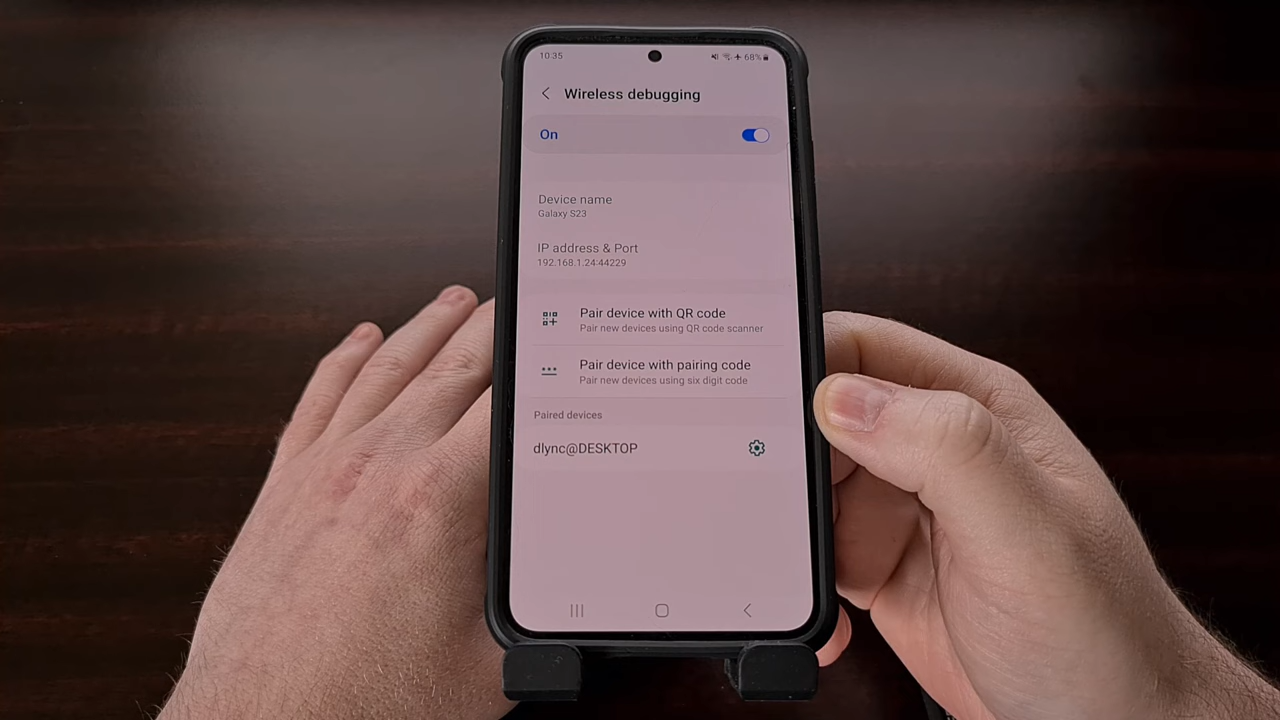 10:35
68%
Wireless debugging
On
Device name
Galaxy S23
IP address & Port
192.168.1.24:44229
Pair device with QR code
Pair new devices using QR code scanner
Pair device with pairing code
Pair new devices using six digit code
Paired devices
dlync@DESKTOP